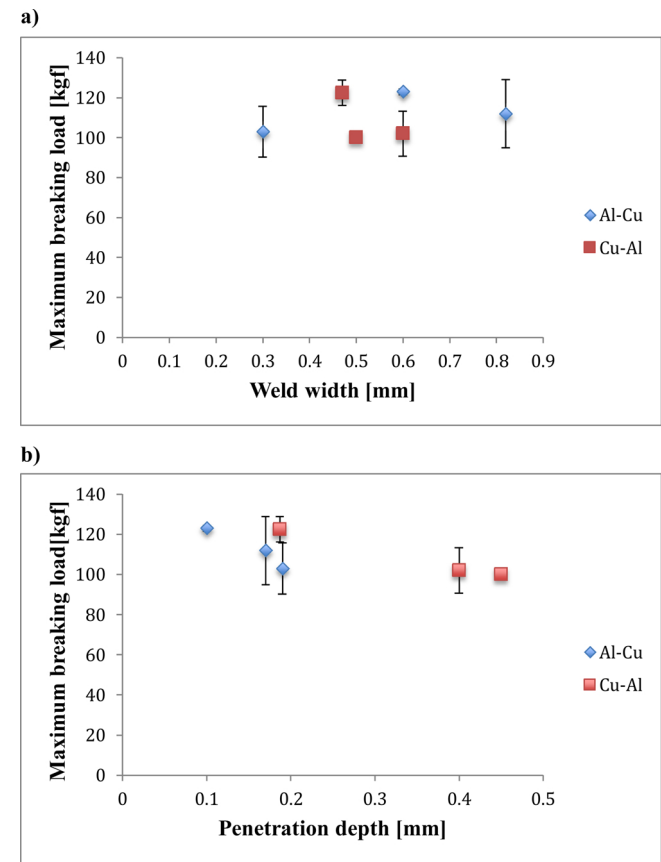 a)
Maximum breaking load [kgf]
140
120
100
80
60
40
20
0
0 0.1 0.2 0.3 0.4 0.5 0.6 0.7 0.8 0.9
Weld width [mm]
Al-Cu
Cu-Al
b)
Maximum breaking load[kgf]
140
120
100
80
60
40
20
0
0 0.1 0.2 0.3 0.4 0.5
Penetration depth [mm]
Al-Cu
Cu-Al